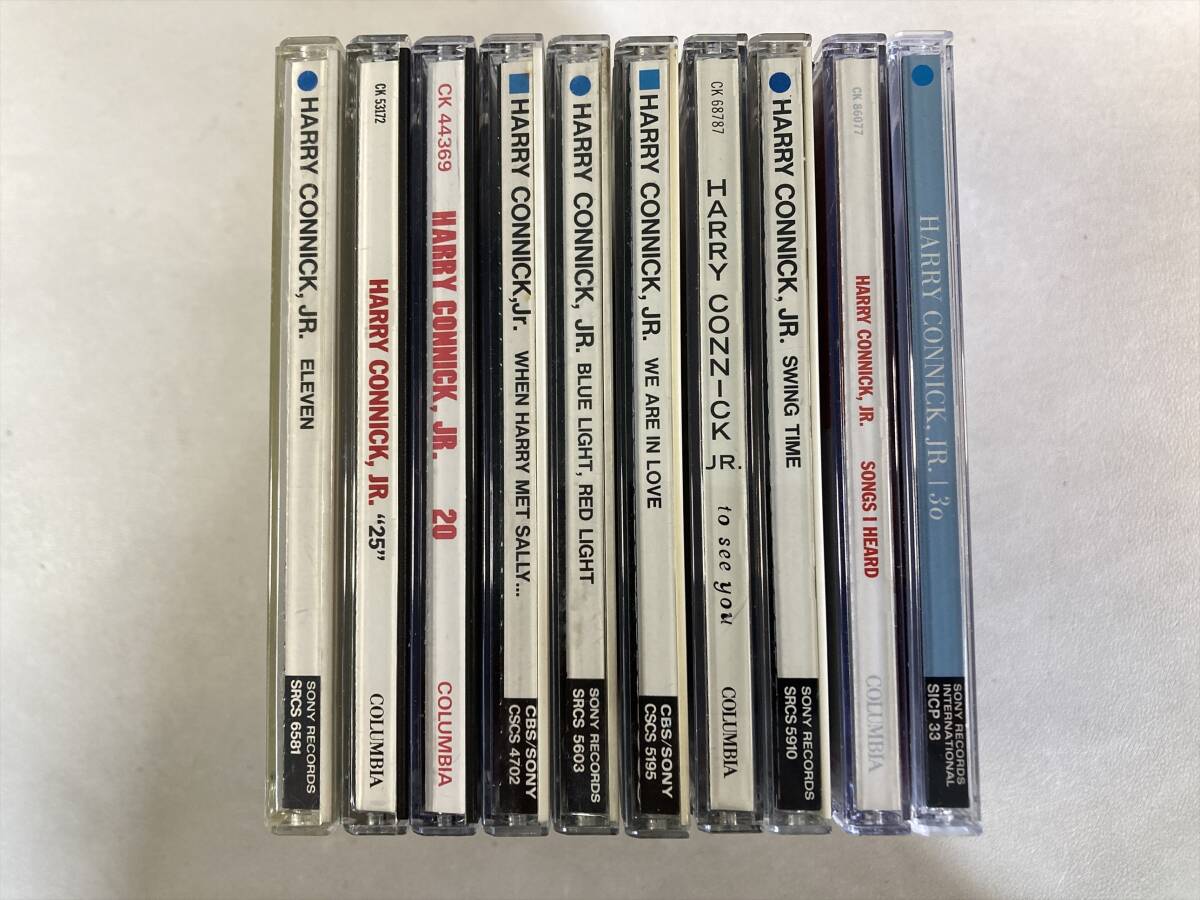 HARRY CONNICK, JR. ELEVEN
SONY RECORDS
SRCS 6581
CK 53172
HARRY CONNICK, JR. “25”
COLUMBIA
CK 44369
HARRY CONNICK, JR. 20
COLUMBIA
HARRY CONNICK,Jr. WHEN HARRY MET SALLY...
CBS/SONY
CSCS 4702
HARRY CONNICK, JR. BLUE LIGHT, RED LIGHT
SONY RECORDS
SRCS 5603
HARRY CONNICK, JR. WE ARE IN LOVE
CBS/SONY
CSCS 5195
CK 68787
HARRY CONNICK JR. to see you
COLUMBIA
HARRY CONNICK, JR. SWING TIME
SONY RECORDS
SRCS 5910
CK 86077
HARRY CONNICK, JR. SONGS I HEARD
COLUMBIA
HARRY CONNICK, JR. | 30
SONY RECORDS
INTERNATIONAL
SICP 33